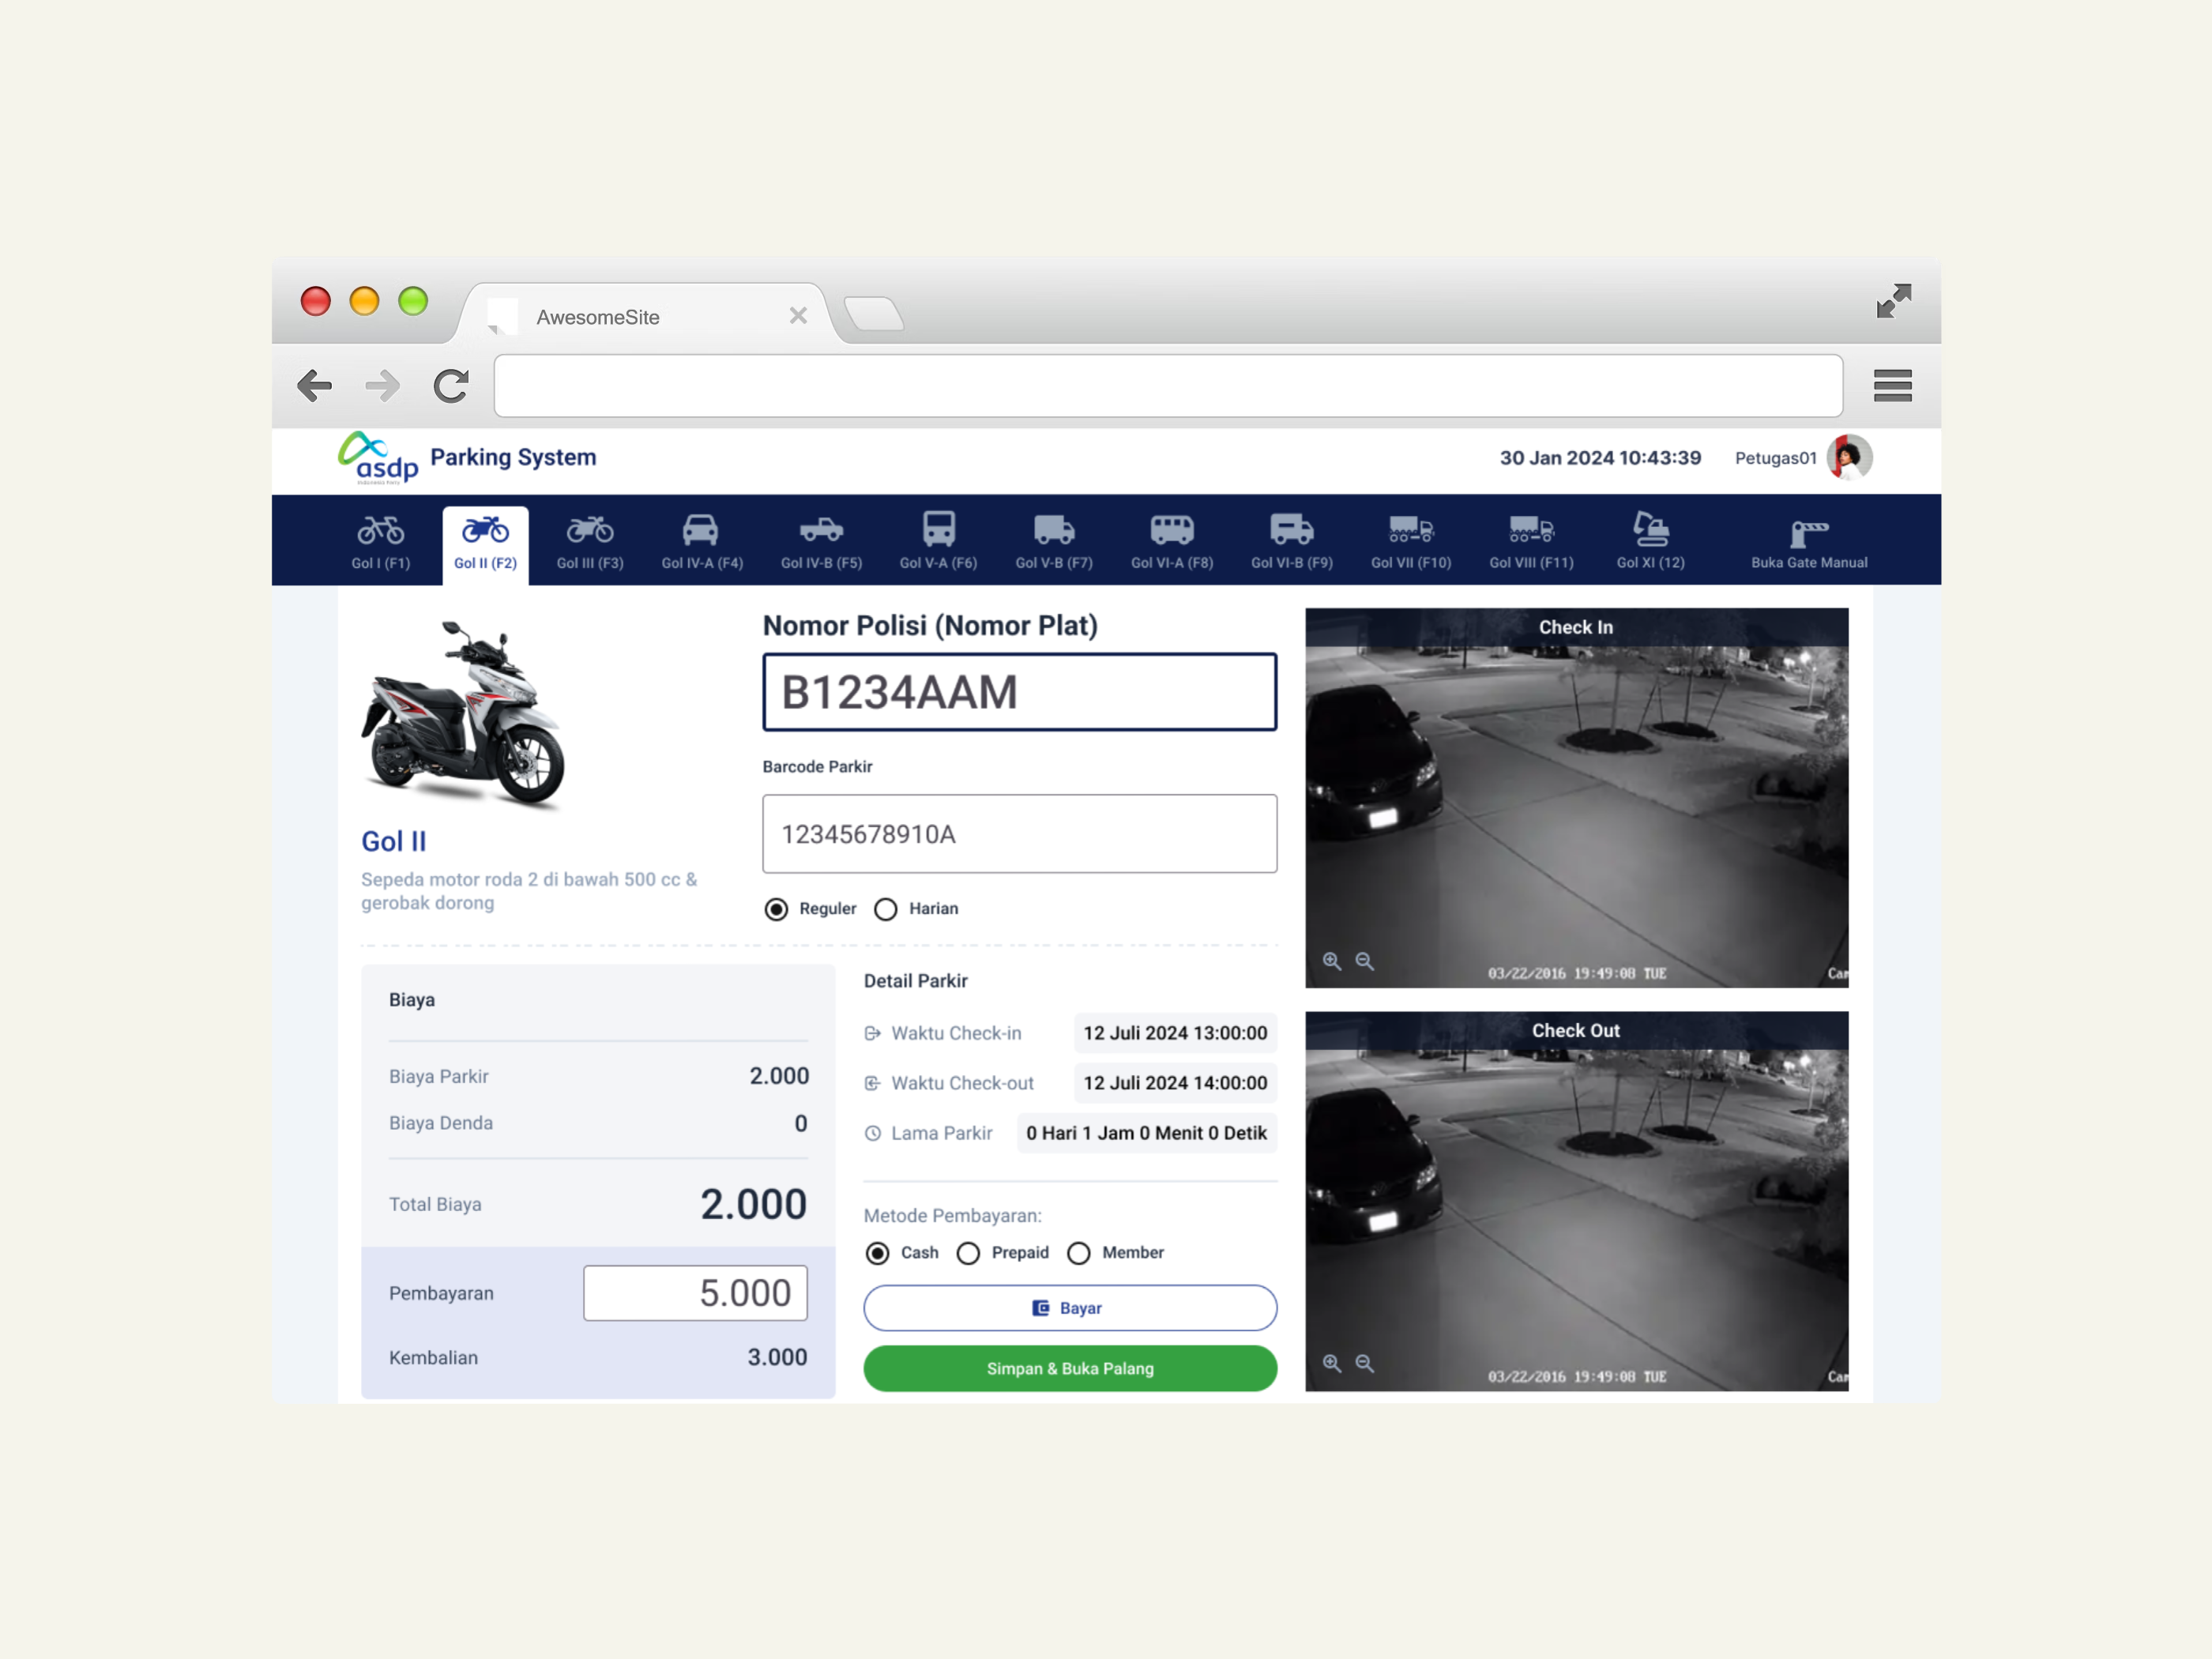 AwesomeSite
asdp
Indonesia Ferry
Parking System
30 Jan 2024 10:43:39
Petugas01
Gol I (F1)
Gol II (F2)
Gol III (F3)
Gol IV-A (F4)
Gol IV-B (F5)
Gol V-A (F6)
Gol V-B (F7)
Gol VI-A (F8)
Gol VI-B (F9)
Gol VII (F10)
Gol VIII (F11)
Gol XI (12)
Buka Gate Manual
Gol II
Sepeda motor roda 2 di bawah 500 cc &
gerobak dorong
Nomor Polisi (Nomor Plat)
B1234AAM
Barcode Parkir
12345678910A
Reguler
Harian
Biaya
Biaya Parkir 2.000
Biaya Denda 0
Total Biaya 2.000
Pembayaran 5.000
Kembalian 3.000
Detail Parkir
Waktu Check-in 12 Juli 2024 13:00:00
Waktu Check-out 12 Juli 2024 14:00:00
Lama Parkir 0 Hari 1 Jam 0 Menit 0 Detik
Metode Pembayaran:
Cash
Prepaid
Member
Bayar
Simpan & Buka Palang
Check In
03/22/2016 19:49:08 TUE
Cam
Check Out
03/22/2016 19:49:08 TUE
Cam